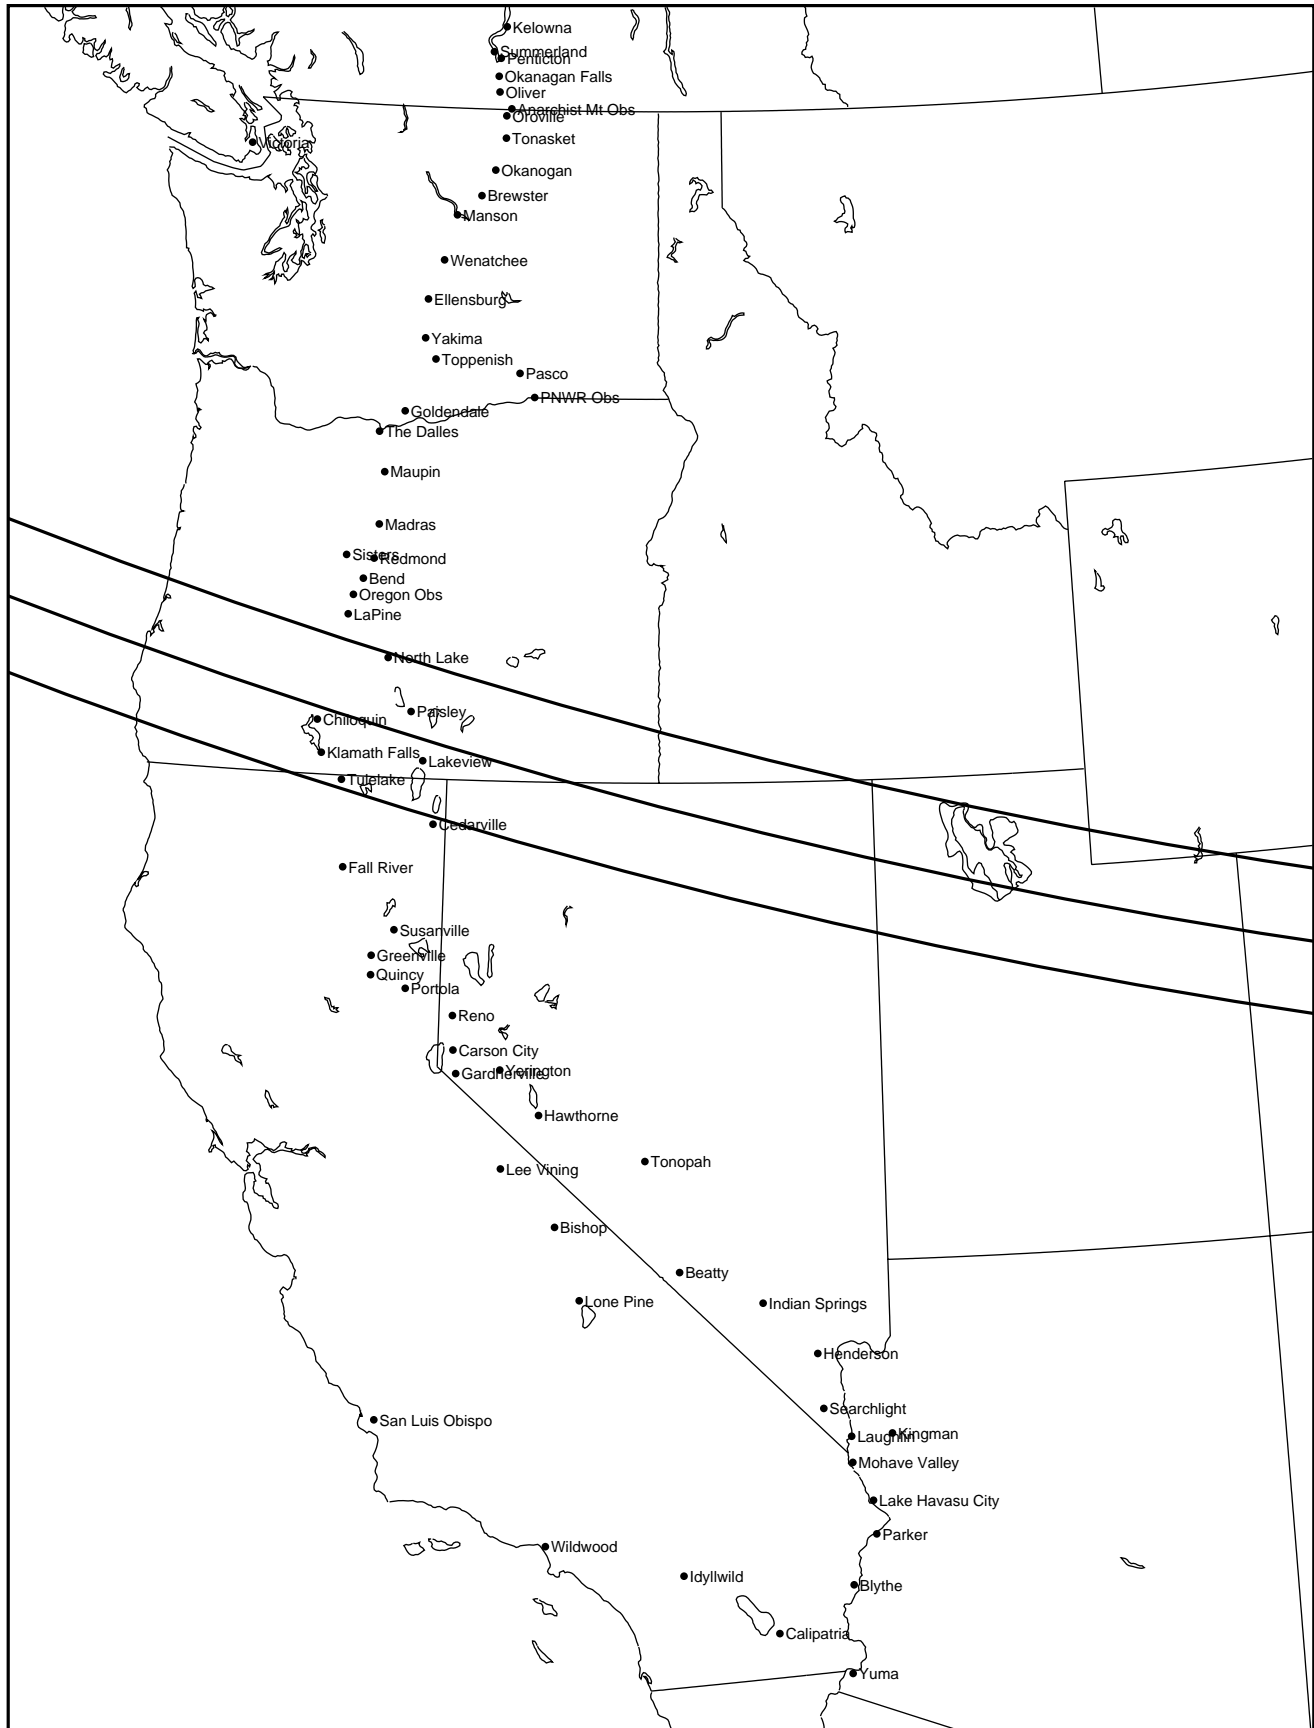 Kelowna
Summerland
Penticton
Okanagan Falls
Oliver
Anarchist Mt Obs
Oroville
Tonasket
Victoria
Okanogan
Brewster
Manson
Wenatchee
Ellensburg
Yakima
Toppenish
Pasco
PNWR Obs
Goldendale
The Dalles
Maupin
Madras
Sisters
Redmond
Bend
Oregon Obs
LaPine
North Lake
Paisley
Chiloquin
Klamath Falls
Lakeview
Tulelake
Cedarville
Fall River
Susanville
Greenville
Quincy
Portola
Reno
Carson City
Yerington
Gardnerville
Hawthorne
Tonopah
Lee Vining
Bishop
Beatty
Lone Pine
Indian Springs
Henderson
Searchlight
San Luis Obispo
Kingman
Laughlin
Mohave Valley
Lake Havasu City
Parker
Wildwood
Idyllwild
Blythe
Calipatria
Yuma